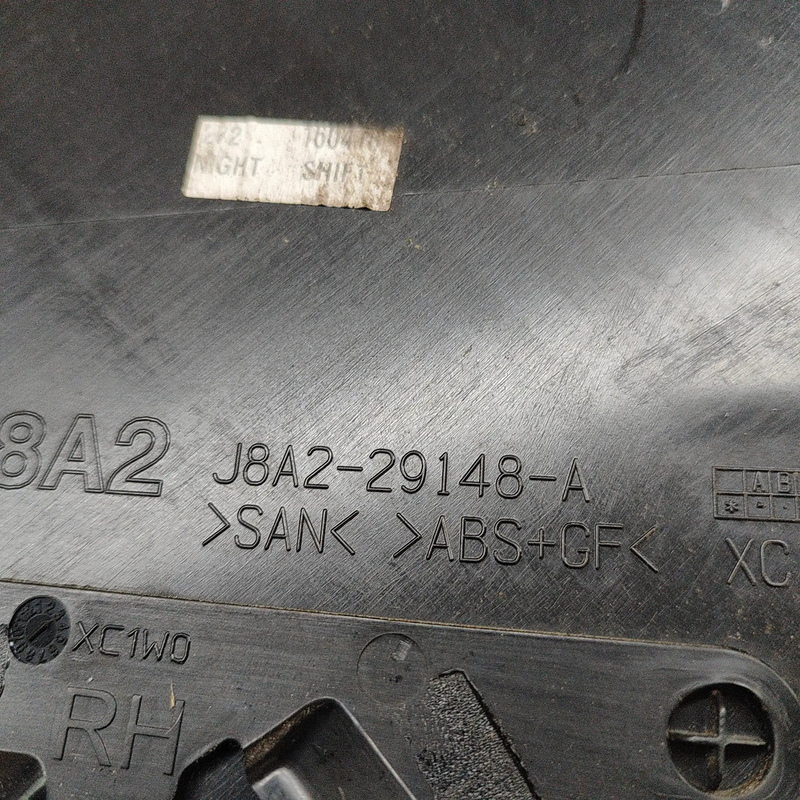 NIGHT SHIFT
8A2
J8A2-29148-A
>SAN< >ABS+GF<
A B
XC
XC1W0
RH